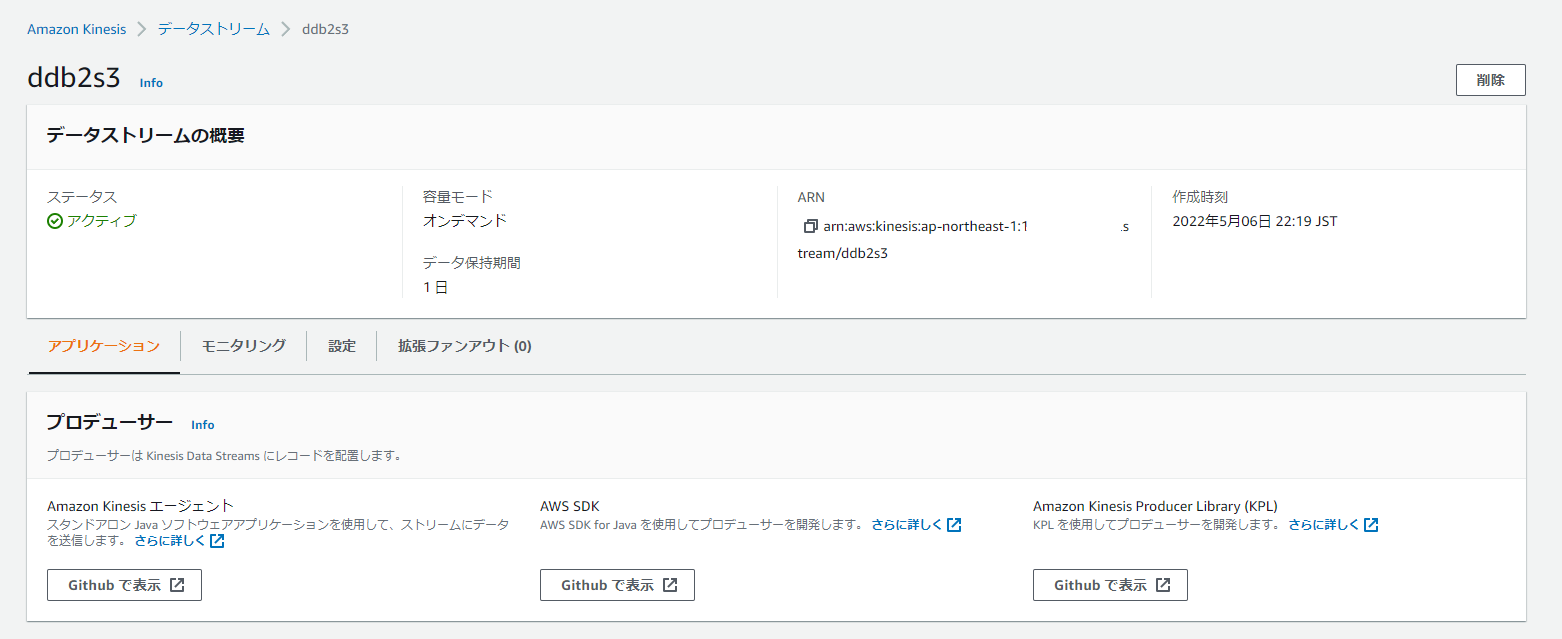 Amazon Kinesis > データストリーム > ddb2s3
ddb2s3 Info
削除
データストリームの概要
ステータス
アクティブ
容量モード
オンデマンド
データ保持期間
1 日
ARN
arn:aws:kinesis:ap-northeast-1:1 .s
tream/ddb2s3
作成時刻
2022年5月06日 22:19 JST
アプリケーション モニタリング 設定 拡張ファンアウト (0)
プロデューサー Info
プロデューサーは Kinesis Data Streams にレコードを配置します。
Amazon Kinesis エージェント
スタンドアロン Java ソフトウェアアプリケーションを使用して、ストリームにデータ
を送信します。 さらに詳しく
Github で表示
AWS SDK
AWS SDK for Java を使用してプロデューサーを開発します。 さらに詳しく
Github で表示
Amazon Kinesis Producer Library (KPL)
KPL を使用してプロデューサーを開発します。 さらに詳しく
Github で表示